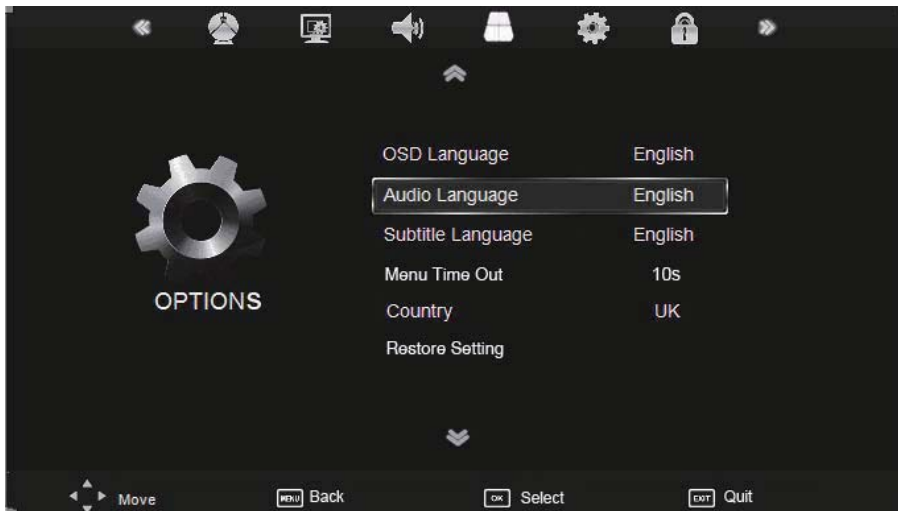 OSD Language English
Audio Language English
Subtitle Language English
Menu Time Out 10s
OPTIONS
Country UK
Restore Setting
Move MENU Back OK Select EXIT Quit